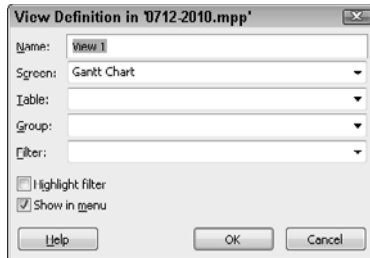 View Definition in '0712-2010.mpp'
Name: View 1
Screen: Gantt Chart
Table:
Group:
Filter:
Highlight filter
Show in menu
Help OK Cancel